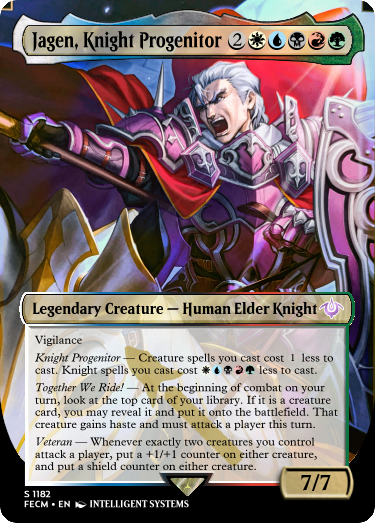 Jagen, Knight Progenitor 2
Legendary Creature — Human Elder Knight
Vigilance
Knight Progenitor — Creature spells you cast cost 1 less to
cast. Knight spells you cast cost less to cast.
Together We Ride! — At the beginning of combat on your
turn, look at the top card of your library. If it is a creature
card, you may reveal it and put it onto the battlefield. That
creature gains haste and must attack a player this turn.
Veteran — Whenever exactly two creatures you control
attack a player, put a +1/+1 counter on either creature,
and put a shield counter on either creature.
7/7
S 1182
FECM • EN INTELLIGENT SYSTEMS